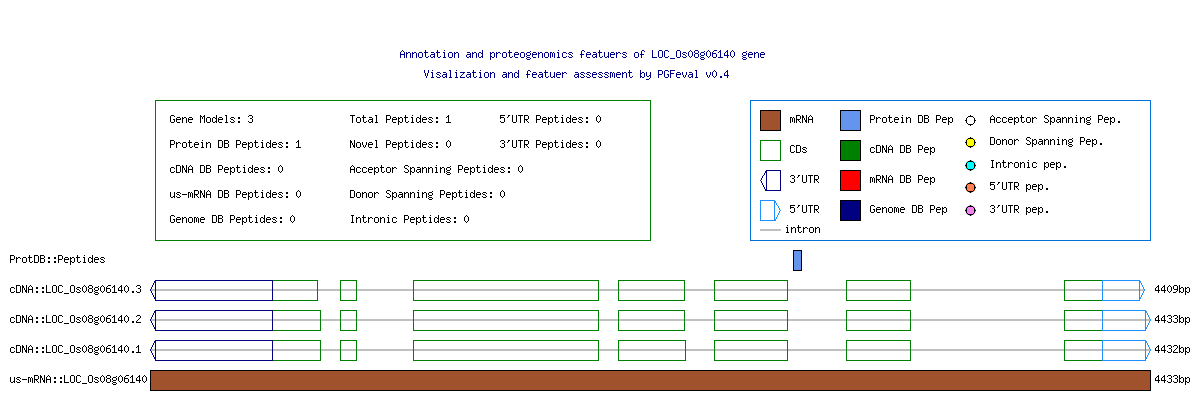 Annotation and proteogenomics featuers of LOC_Os08g06140 gene
Visalization and featuer assessment by PGFeval v0.4
Gene Models: 3 Total Peptides: 1 5'UTR Peptides: 0
Protein DB Peptides: 1 Novel Peptides: 0 3'UTR Peptides: 0
cDNA DB Peptides: 0 Acceptor Spanning Peptides: 0
us-mRNA DB Peptides: 0 Donor Spanning Peptides: 0
Genome DB Peptides: 0 Intronic Peptides: 0
mRNA Protein DB Pep Acceptor Spanning Pep.
CDs cDNA DB Pep Donor Spanning Pep.
3'UTR mRNA DB Pep Intronic pep.
5'UTR Genome DB Pep 5'UTR pep.
intron 3'UTR pep.
ProtDB::Peptides
cDNA::LOC_Os08g06140.3 4409bp
cDNA::LOC_Os08g06140.2 4433bp
cDNA::LOC_Os08g06140.1 4432bp
us-mRNA::LOC_Os08g06140 4433bp